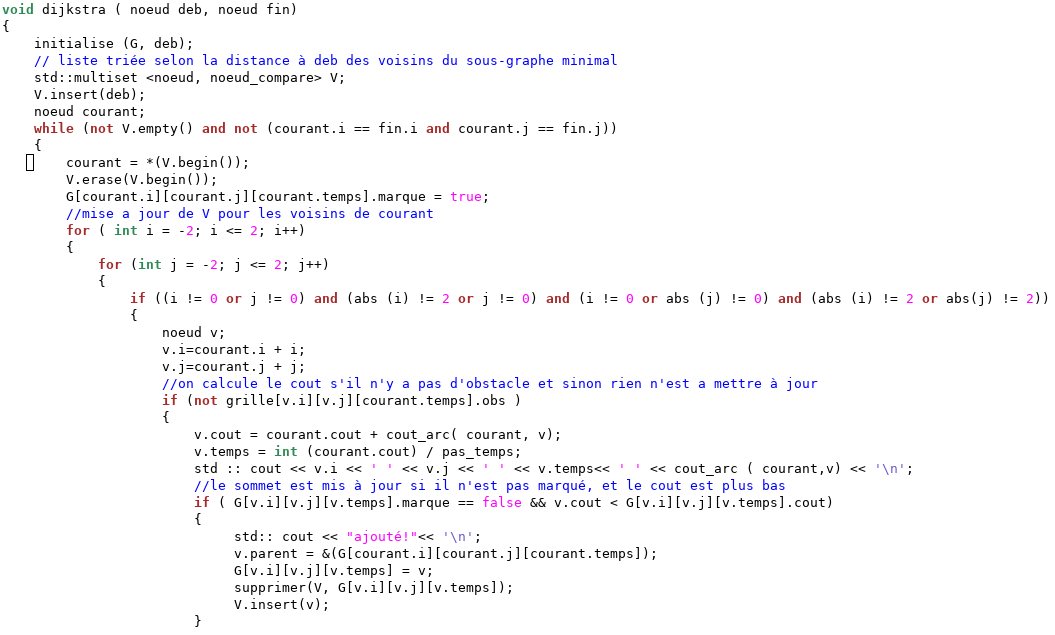 void dijkstra ( noeud deb, noeud fin)
{
    initialise (G, deb);
    // liste triée selon la distance à deb des voisins du sous-graphe minimal
    std::multiset <noeud, noeud_compare> V;
    V.insert(deb);
    noeud courant;
    while (not V.empty() and not (courant.i == fin.i and courant.j == fin.j))
    {
        courant = *(V.begin());
        V.erase(V.begin());
        G[courant.i][courant.j][courant.temps].marque = true;
        //mise a jour de V pour les voisins de courant
        for ( int i = -2; i <= 2; i++)
        {
            for (int j = -2; j <= 2; j++)
            {
                if ((i != 0 or j != 0) and (abs (i) != 2 or j != 0) and (i != 0 or abs (j) != 0) and (abs (i) != 2 or abs(j) != 2))
                {
                    noeud v;
                    v.i=courant.i + i;
                    v.j=courant.j + j;
                    //on calcule le cout s'il n'y a pas d'obstacle et sinon rien n'est a mettre à jour
                    if (not grille[v.i][v.j][courant.temps].obs )
                    {
                        v.cout = courant.cout + cout_arc( courant, v);
                        v.temps = int (courant.cout) / pas_temps;
                        std :: cout << v.i << ' ' << v.j << ' ' << v.temps<< ' ' << cout_arc ( courant,v) << '\n';
                        //le sommet est mis à jour si il n'est pas marqué, et le cout est plus bas
                        if ( G[v.i][v.j][v.temps].marque == false && v.cout < G[v.i][v.j][v.temps].cout)
                        {
                             std:: cout << "ajouté!"<< '\n';
                             v.parent = &(G[courant.i][courant.j][courant.temps]);
                             G[v.i][v.j][v.temps] = v;
                             supprimer(V, G[v.i][v.j][v.temps]);
                             V.insert(v);
                        }